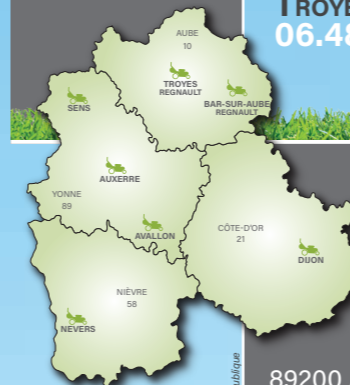 TROYE
06.48
AUBE
10
TROYES
REGNAULT
BAR-SUR-AUBE
REGNAULT
SENS
AUXERRE
YONNE
89
AVALLON
CÔTE-D'OR
21
DIJON
NIÈVRE
58
NEVERS
ublique
89200